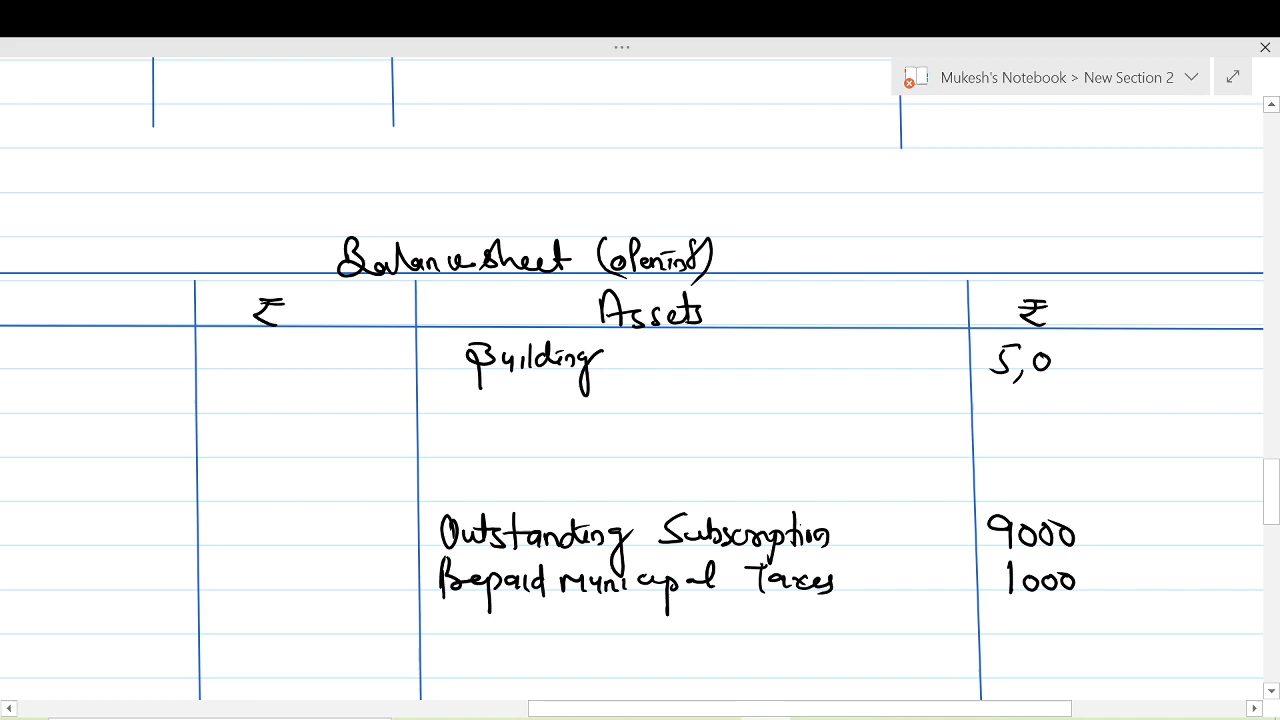 Mukesh's Notebook > New Section 2
Balance sheet (opening)
₹ Assets ₹
Building 5,0
Outstanding Subscription 9000
Prepaid Municipal Taxes 1000